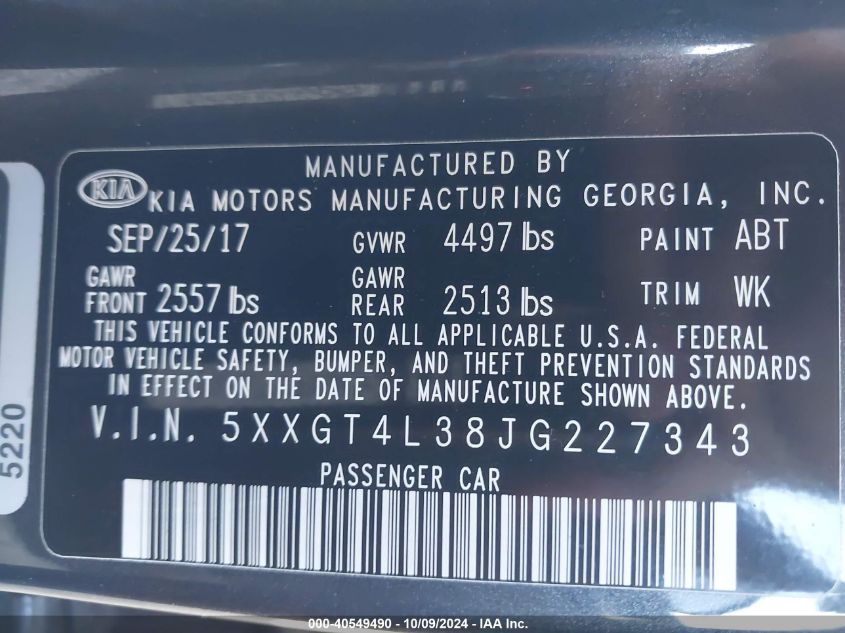 MANUFACTURED BY
KIA KIA MOTORS MANUFACTURING GEORGIA, INC.
SEP/25/17 GVWR 4497 lbs PAINT ABT
GAWR FRONT 2557 lbs GAWR REAR 2513 lbs TRIM WK
THIS VEHICLE CONFORMS TO ALL APPLICABLE U.S.A. FEDERAL
MOTOR VEHICLE SAFETY, BUMPER, AND THEFT PREVENTION STANDARDS
IN EFFECT ON THE DATE OF MANUFACTURE SHOWN ABOVE.
V.I.N. 5XXGT4L38JG227343
PASSENGER CAR
5220
000-40549490 - 10/09/2024 - IAA Inc.